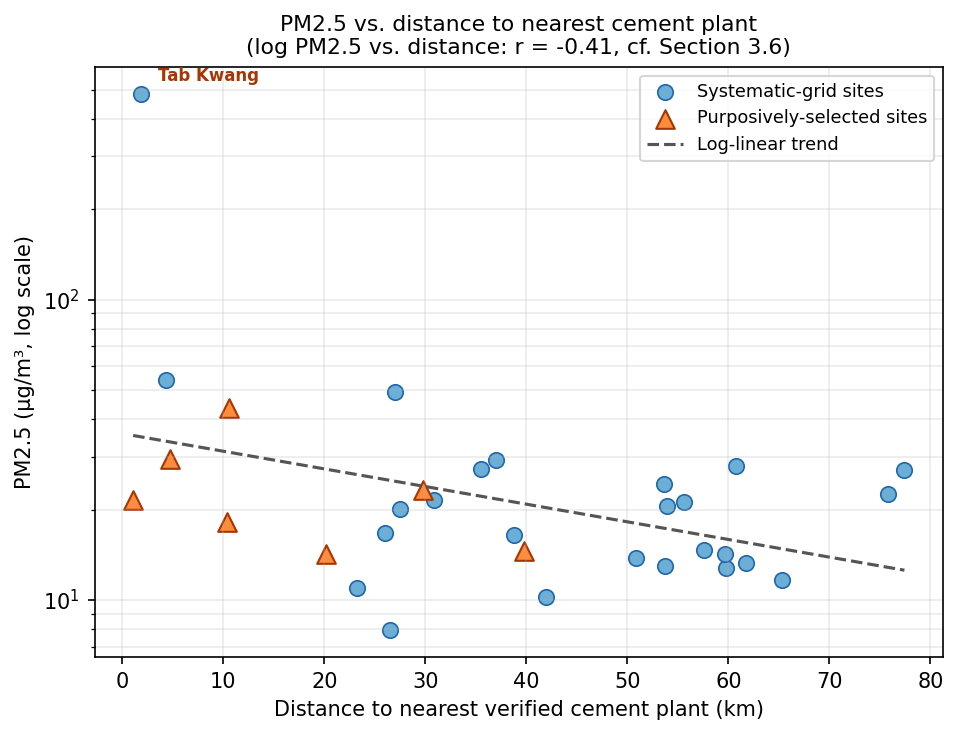 PM2.5 vs. distance to nearest cement plant
(log PM2.5 vs. distance: r = -0.41, cf. Section 3.6)
Tab Kwang
Systematic-grid sites
Purposively-selected sites
Log-linear trend
PM2.5 (µg/m³, log scale)
10²
10¹
0 10 20 30 40 50 60 70 80
Distance to nearest verified cement plant (km)